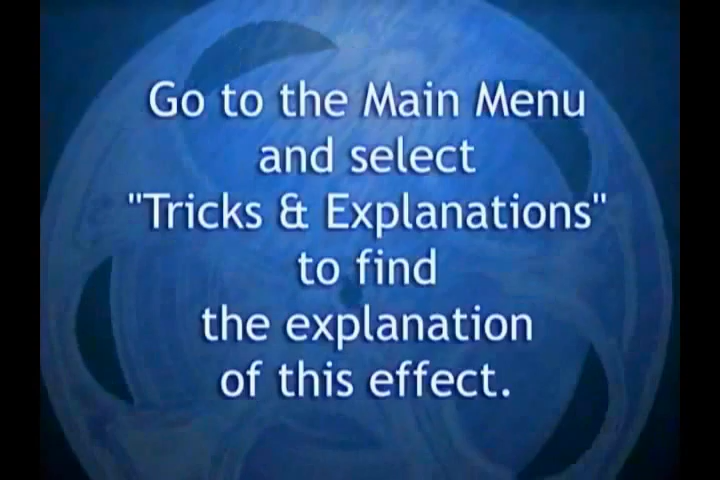 Go to the Main Menu
and select
"Tricks & Explanations"
to find
the explanation
of this effect.